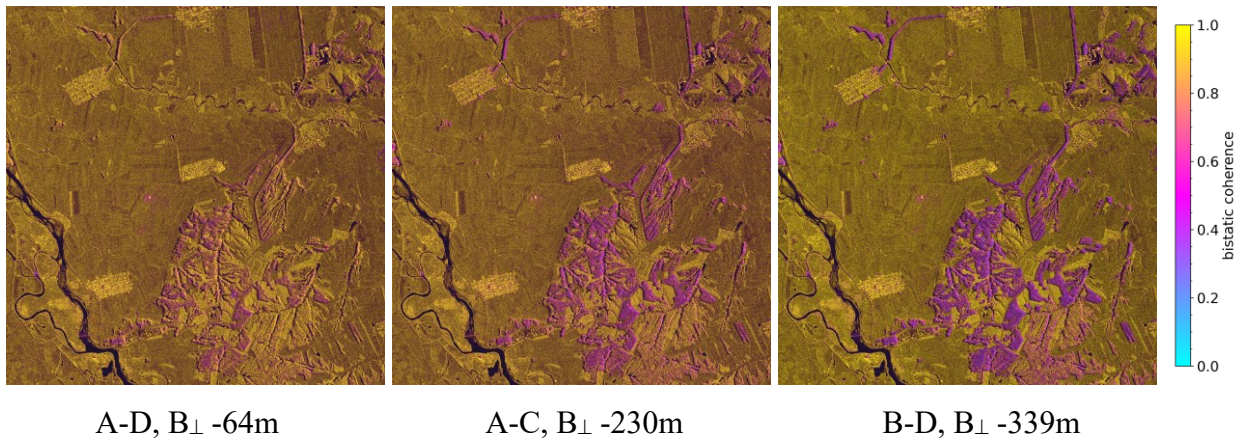 1.0
0.8
0.6
0.4
0.2
0.0
bistatic coherence
A-D, B⊥ -64m
A-C, B⊥ -230m
B-D, B⊥ -339m